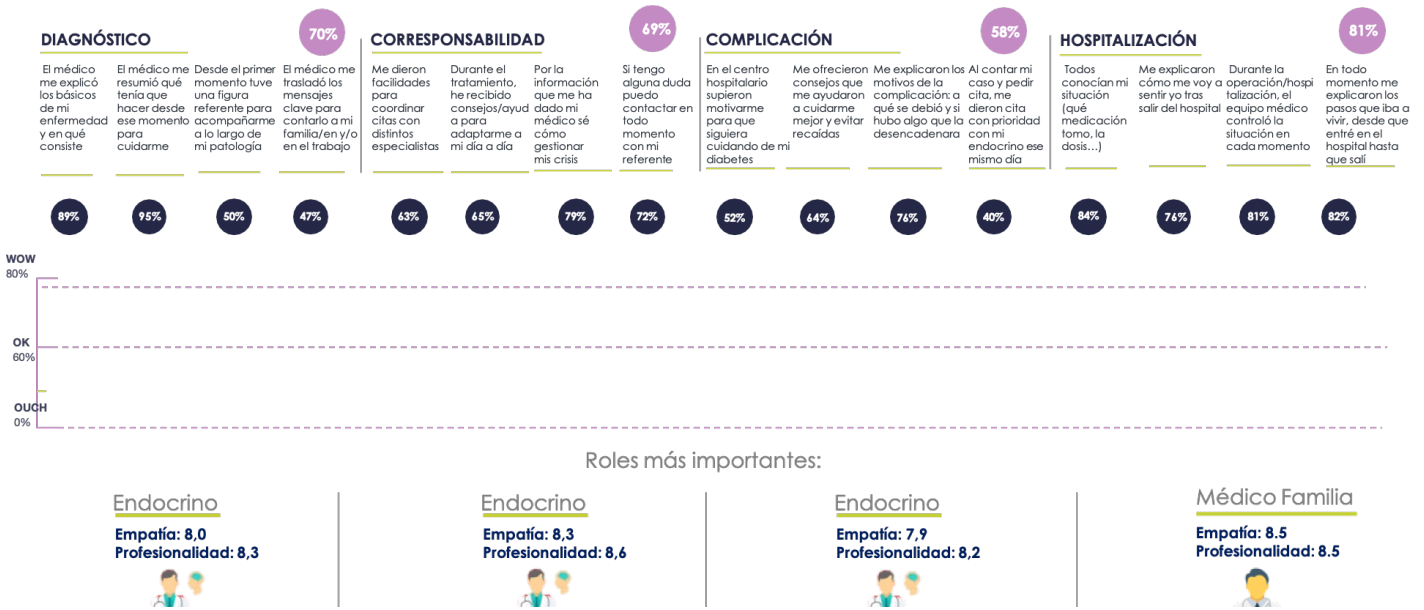 DIAGNÓSTICO
70%
El médico
me explicó
los básicos
de mi
enfermedad
y en qué
consiste
El médico me
resumió qué
tenía que
hacer desde
ese momento
para
cuidarme
Desde el primer
momento tuve
una figura
referente para
acompañarme
a lo largo de
mi patología
El médico me
trasladó los
mensajes
clave para
contarlo a mi
familia/en y/o
en el trabajo
89%
95%
50%
47%
CORRESPONSABILIDAD
69%
Me dieron
facilidades
para
coordinar
citas con
distintos
especialistas
Durante el
tratamiento,
he recibido
consejos/ayud
a para
adaptarme a
mi día a día
Por la
información
que me ha
dado mi
médico sé
cómo
gestionar
mis crisis
Si tengo
alguna duda
puedo
contactar en
todo
momento
con mi
referente
63%
65%
79%
72%
COMPLICACIÓN
58%
En el centro
hospitalario
supieron
motivarme
para que
siguiera
cuidando de mi
diabetes
Me ofrecieron
consejos que
me ayudaron
a cuidarme
mejor y evitar
recaídas
Me explicaron los
motivos de la
complicación: a
qué se debió y si
hubo algo que la
desencadenara
Al contar mi
caso y pedir
cita, me
dieron cita
con prioridad
con mi
endocrino ese
mismo día
52%
64%
76%
40%
HOSPITALIZACIÓN
81%
Todos
conocían mi
situación
(qué
medicación
tomo, la
dosis...)
Me explicaron
cómo me voy a
sentir yo tras
salir del hospital
Durante la
operación/hospi
talización, el
equipo médico
controló la
situación en
cada momento
En todo
momento me
explicaron los
pasos que iba a
vivir, desde que
entré en el
hospital hasta
que salí
84%
76%
81%
82%
WOW
80%
OK
60%
OUCH
0%
Roles más importantes:
Endocrino
Empatía: 8,0
Profesionalidad: 8,3
Endocrino
Empatía: 8,3
Profesionalidad: 8,6
Endocrino
Empatía: 7,9
Profesionalidad: 8,2
Médico Familia
Empatía: 8.5
Profesionalidad: 8.5